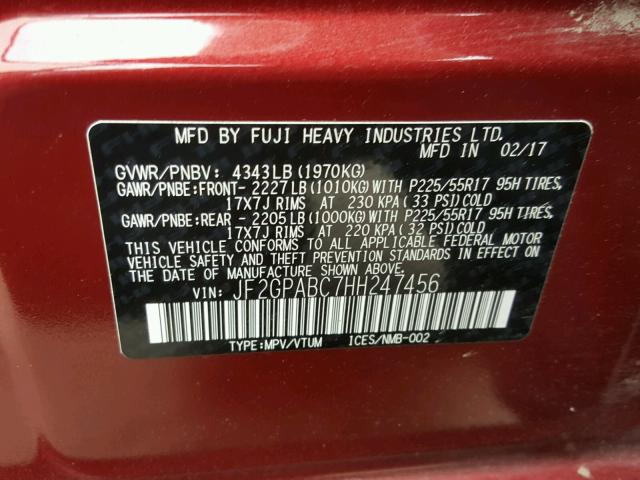 MFD BY FUJI HEAVY INDUSTRIES LTD.
MFD IN 02/17
GVWR/PNBV: 4343LB (1970KG)
GAWR/PNBE:FRONT- 2227LB (1010KG) WITH P225/55R17 95H TIRES,
17X7J RIMS AT 230 KPA (33 PSI) COLD
GAWR/PNBE:REAR - 2205LB (1000KG) WITH P225/55R17 95H TIRES,
17X7J RIMS AT 220 KPA (32 PSI) COLD
THIS VEHICLE CONFORMS TO ALL APPLICABLE FEDERAL MOTOR
VEHICLE SAFETY AND THEFT PREVENTION STANDARDS IN EFFECT ON
THE DATE OF MANUFACTURE SHOWN ABOVE.
VIN: JF2GPABC7HH247456
TYPE:MPV/VTUM ICES/NMB-002